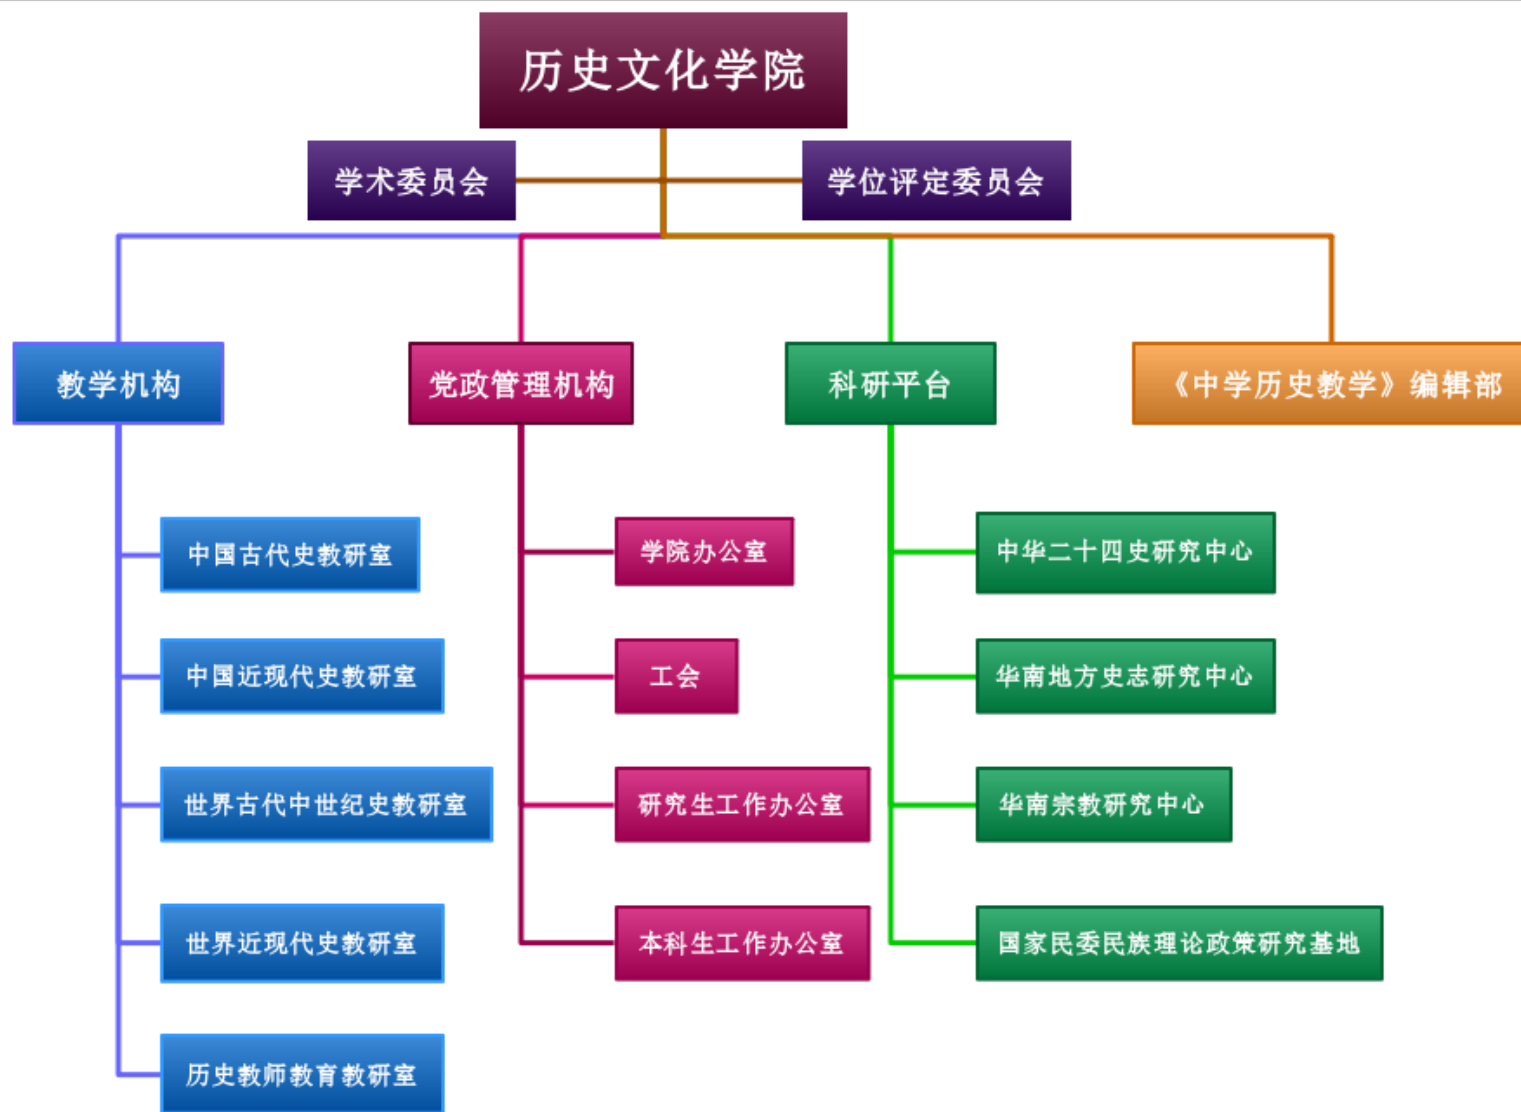 历史文化学院
学术委员会
学位评定委员会
教学机构
党政管理机构
科研平台
《中学历史教学》编辑部
中国古代史教研室
中国近现代史教研室
世界古代中世纪史教研室
世界近现代史教研室
历史教师教育教研室
学院办公室
工会
研究生工作办公室
本科生工作办公室
中华二十四史研究中心
华南地方史志研究中心
华南宗教研究中心
国家民委民族理论政策研究基地